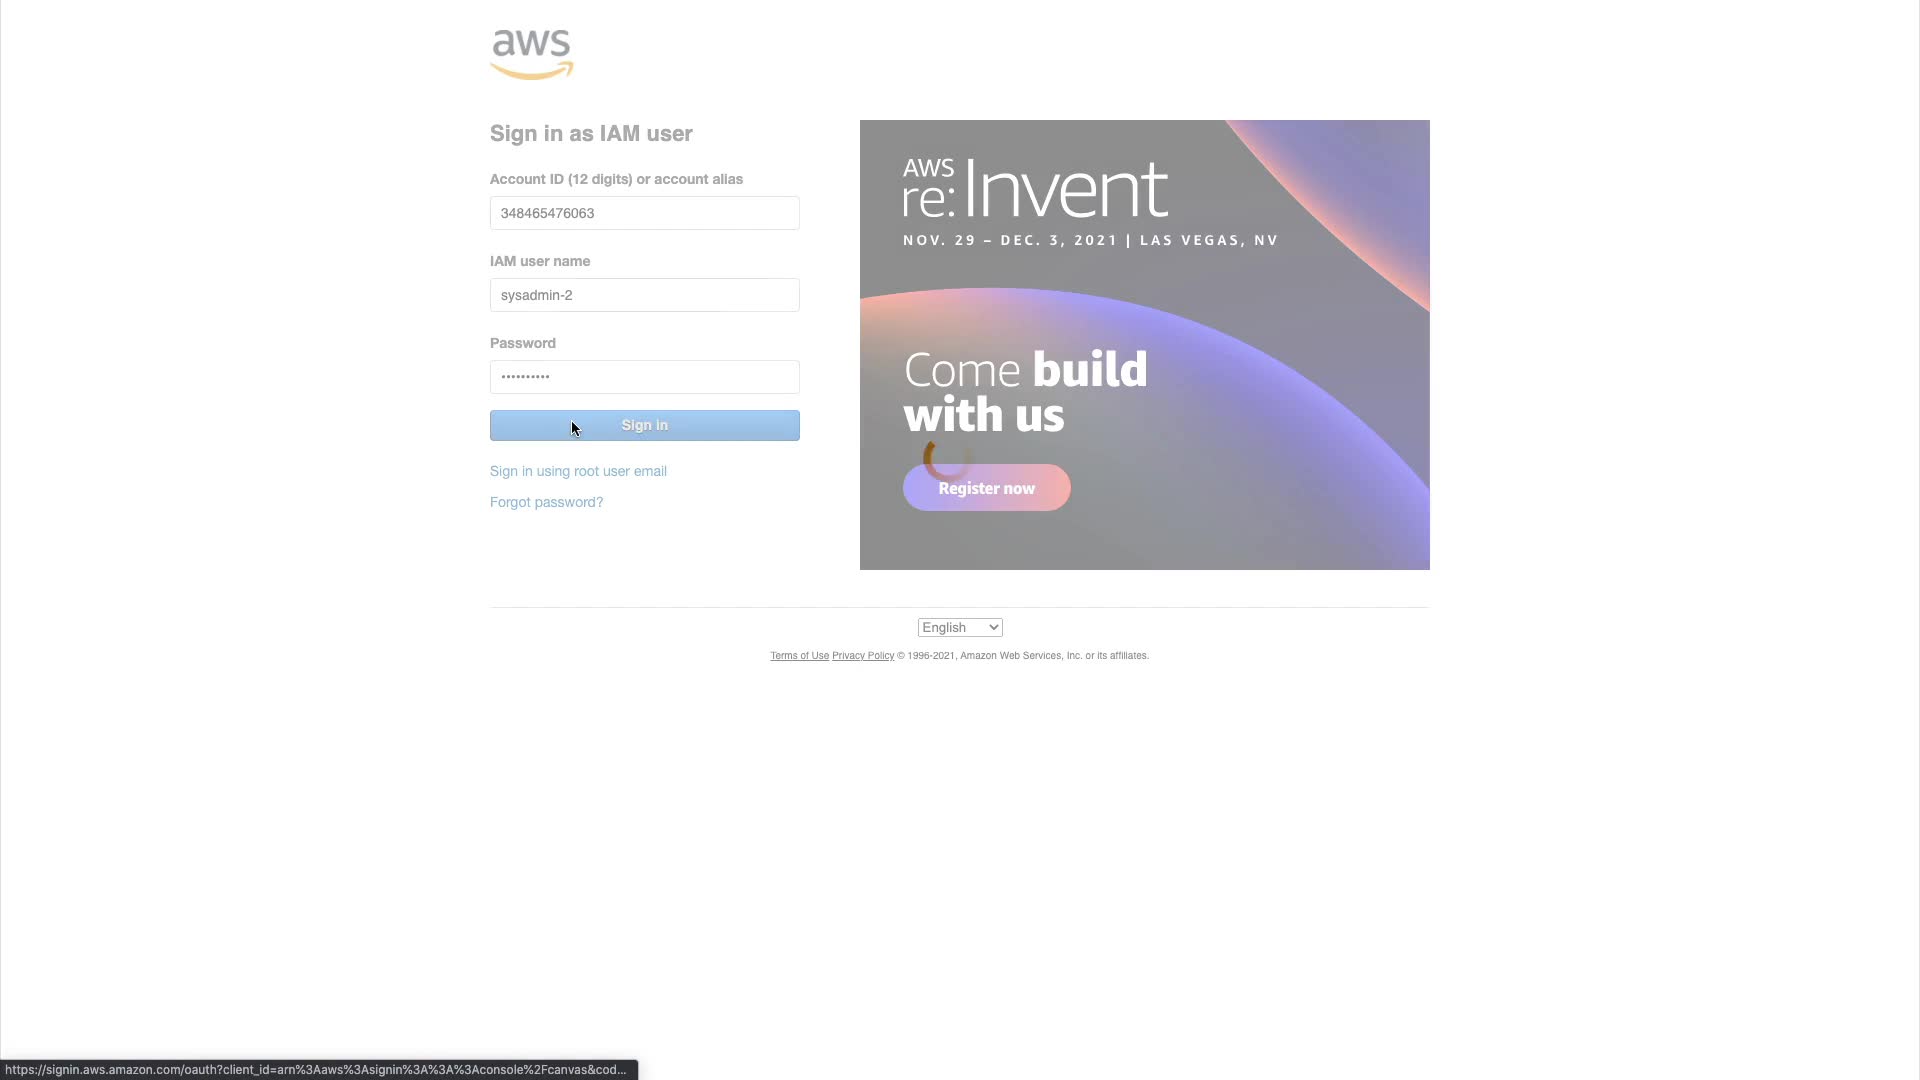 aws
Sign in as IAM user
Account ID (12 digits) or account alias
348465476063
IAM user name
sysadmin-2
Password
••••••••••
Sign in
Sign in using root user email
Forgot password?
AWS
re:Invent
NOV. 29 – DEC. 3, 2021 | LAS VEGAS, NV
Come build
with us
Register now
English
Terms of Use Privacy Policy © 1996-2021, Amazon Web Services, Inc. or its affiliates.
https://signin.aws.amazon.com/oauth?client_id=arn%3Aaws%3Asignin%3A%3A%3Aconsole%2Fcanvas&cod...